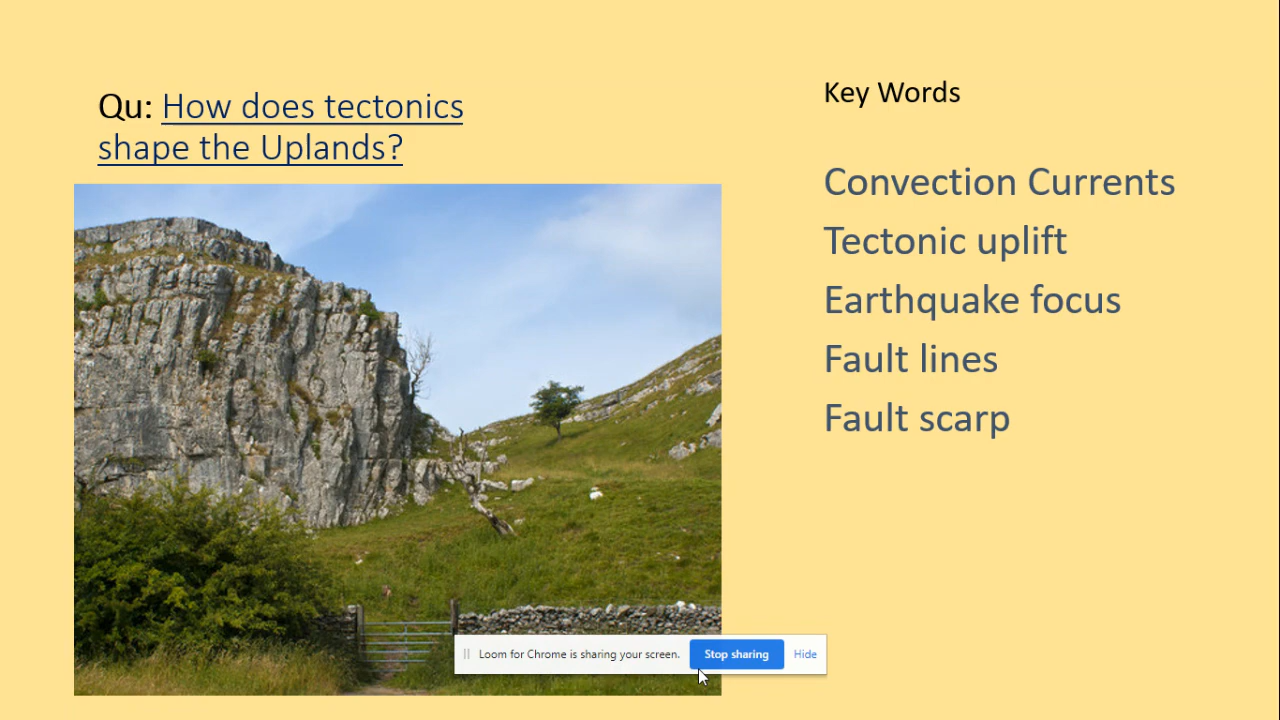 Qu: How does tectonics
shape the Uplands?
Key Words
Convection Currents
Tectonic uplift
Earthquake focus
Fault lines
Fault scarp
Loom for Chrome is sharing your screen.
Stop sharing
Hide